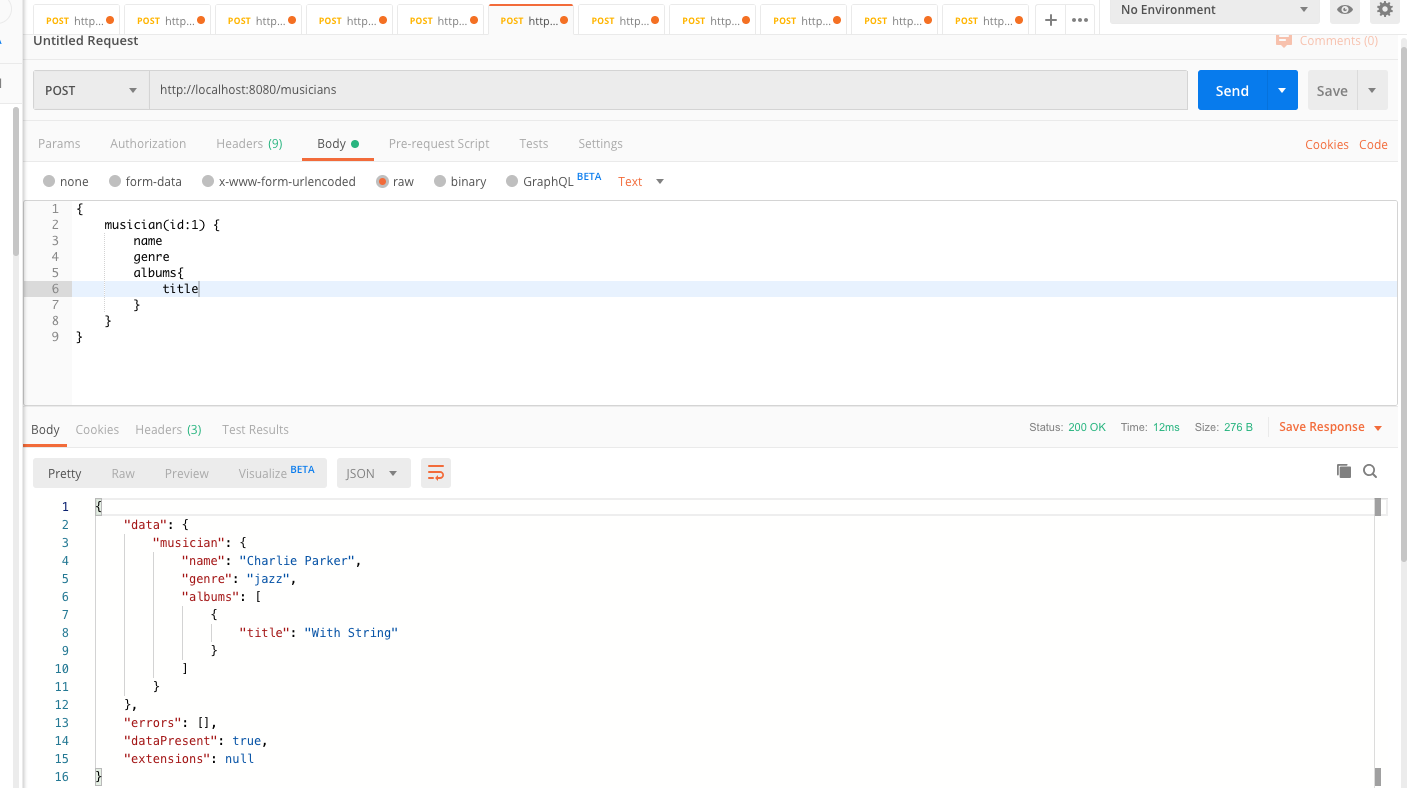 POST http... POST http... POST http... POST http... POST http... POST http... POST http... POST http... POST http... POST http... POST http... + ••• No Environment
Untitled Request Comments (0)
POST http://localhost:8080/musicians Send Save
Params Authorization Headers (9) Body Pre-request Script Tests Settings Cookies Code
none form-data x-www-form-urlencoded raw binary GraphQL BETA Text
1 {
2 musician(id:1) {
3 name
4 genre
5 albums{
6 title
7 }
8 }
9 }
Body Cookies Headers (3) Test Results Status: 200 OK Time: 12ms Size: 276 B Save Response
Pretty Raw Preview Visualize BETA JSON
1 {
2 "data": {
3 "musician": {
4 "name": "Charlie Parker",
5 "genre": "jazz",
6 "albums": [
7 {
8 "title": "With String"
9 }
10 ]
11 }
12 },
13 "errors": [],
14 "dataPresent": true,
15 "extensions": null
16 }